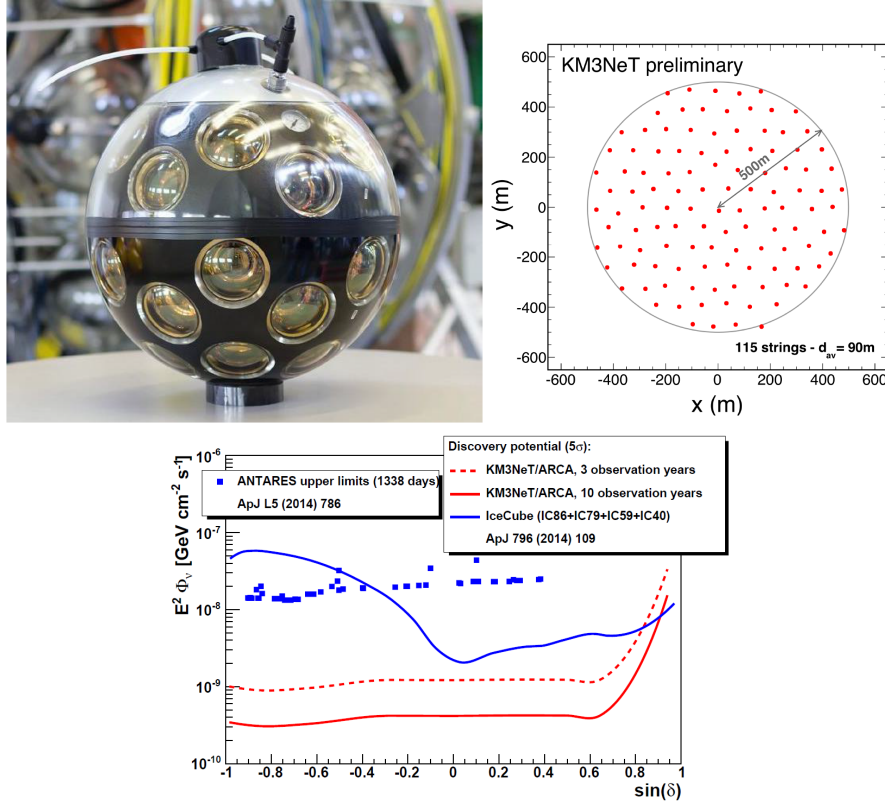 KM3NeT preliminary
600
400
200
0
-200
-400
-600
y (m)
500m
115 strings - d_av = 90m
-600 -400 -200 0 200 400 600
x (m)
Discovery potential (5σ):
KM3NeT/ARCA, 3 observation years
KM3NeT/ARCA, 10 observation years
IceCube (IC86+IC79+IC59+IC40)
ApJ 796 (2014) 109
ANTARES upper limits (1338 days)
ApJ L5 (2014) 786
E² Φ_ν [GeV cm⁻² s⁻¹]
10⁻⁶
10⁻⁷
10⁻⁸
10⁻⁹
10⁻¹⁰
-1 -0.8 -0.6 -0.4 -0.2 0 0.2 0.4 0.6 0.8 1
sin(δ)